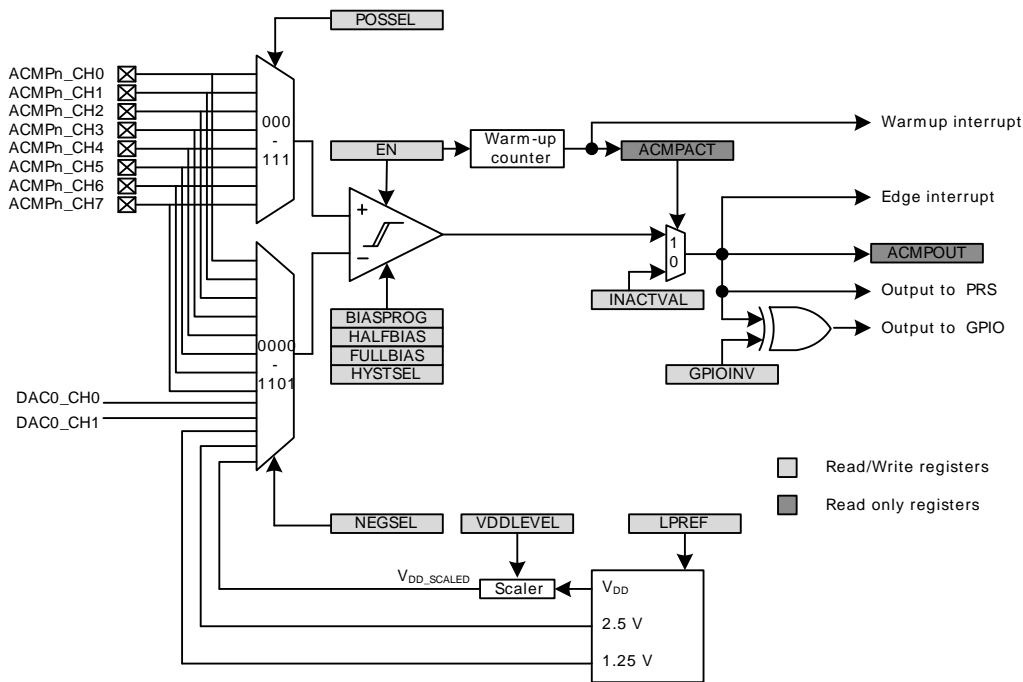 POSSEL
ACMPn_CH0
ACMPn_CH1
ACMPn_CH2
ACMPn_CH3
ACMPn_CH4
ACMPn_CH5
ACMPn_CH6
ACMPn_CH7
000
-
111
EN
Warm-up
counter
ACMPACT
Warmup interrupt
+
−
1
0
Edge interrupt
ACMPOUT
INACTVAL
Output to PRS
Output to GPIO
GPIOINV
BIASPROG
HALFBIAS
FULLBIAS
HYSTSEL
0000
-
1101
DAC0_CH0
DAC0_CH1
Read/Write registers
Read only registers
NEGSEL
VDDLEVEL
LPREF
VDD_SCALED
Scaler
VDD
2.5 V
1.25 V